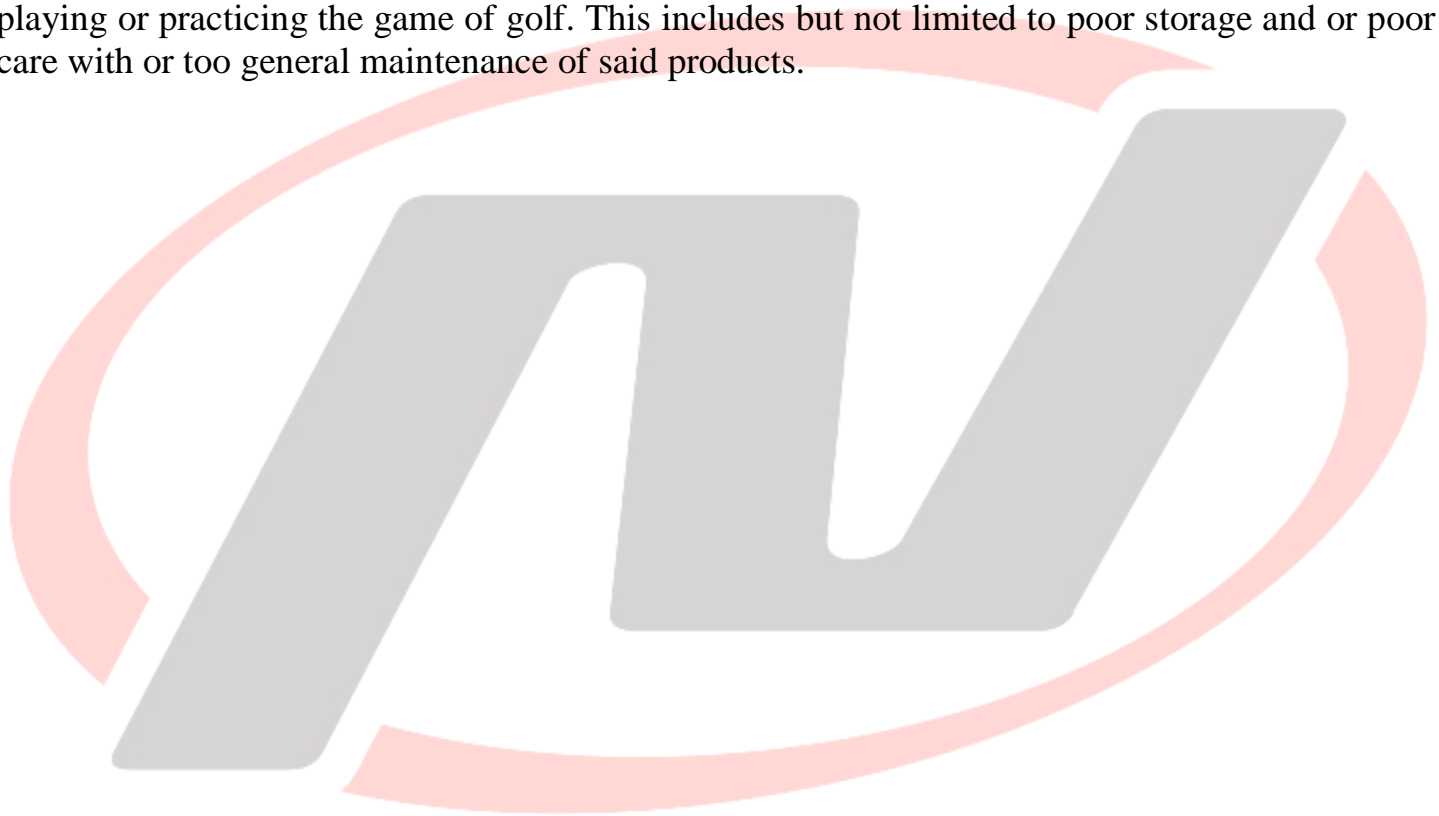 playing or practicing the game of golf. This includes but not limited to poor storage and or poor
care with or too general maintenance of said products.